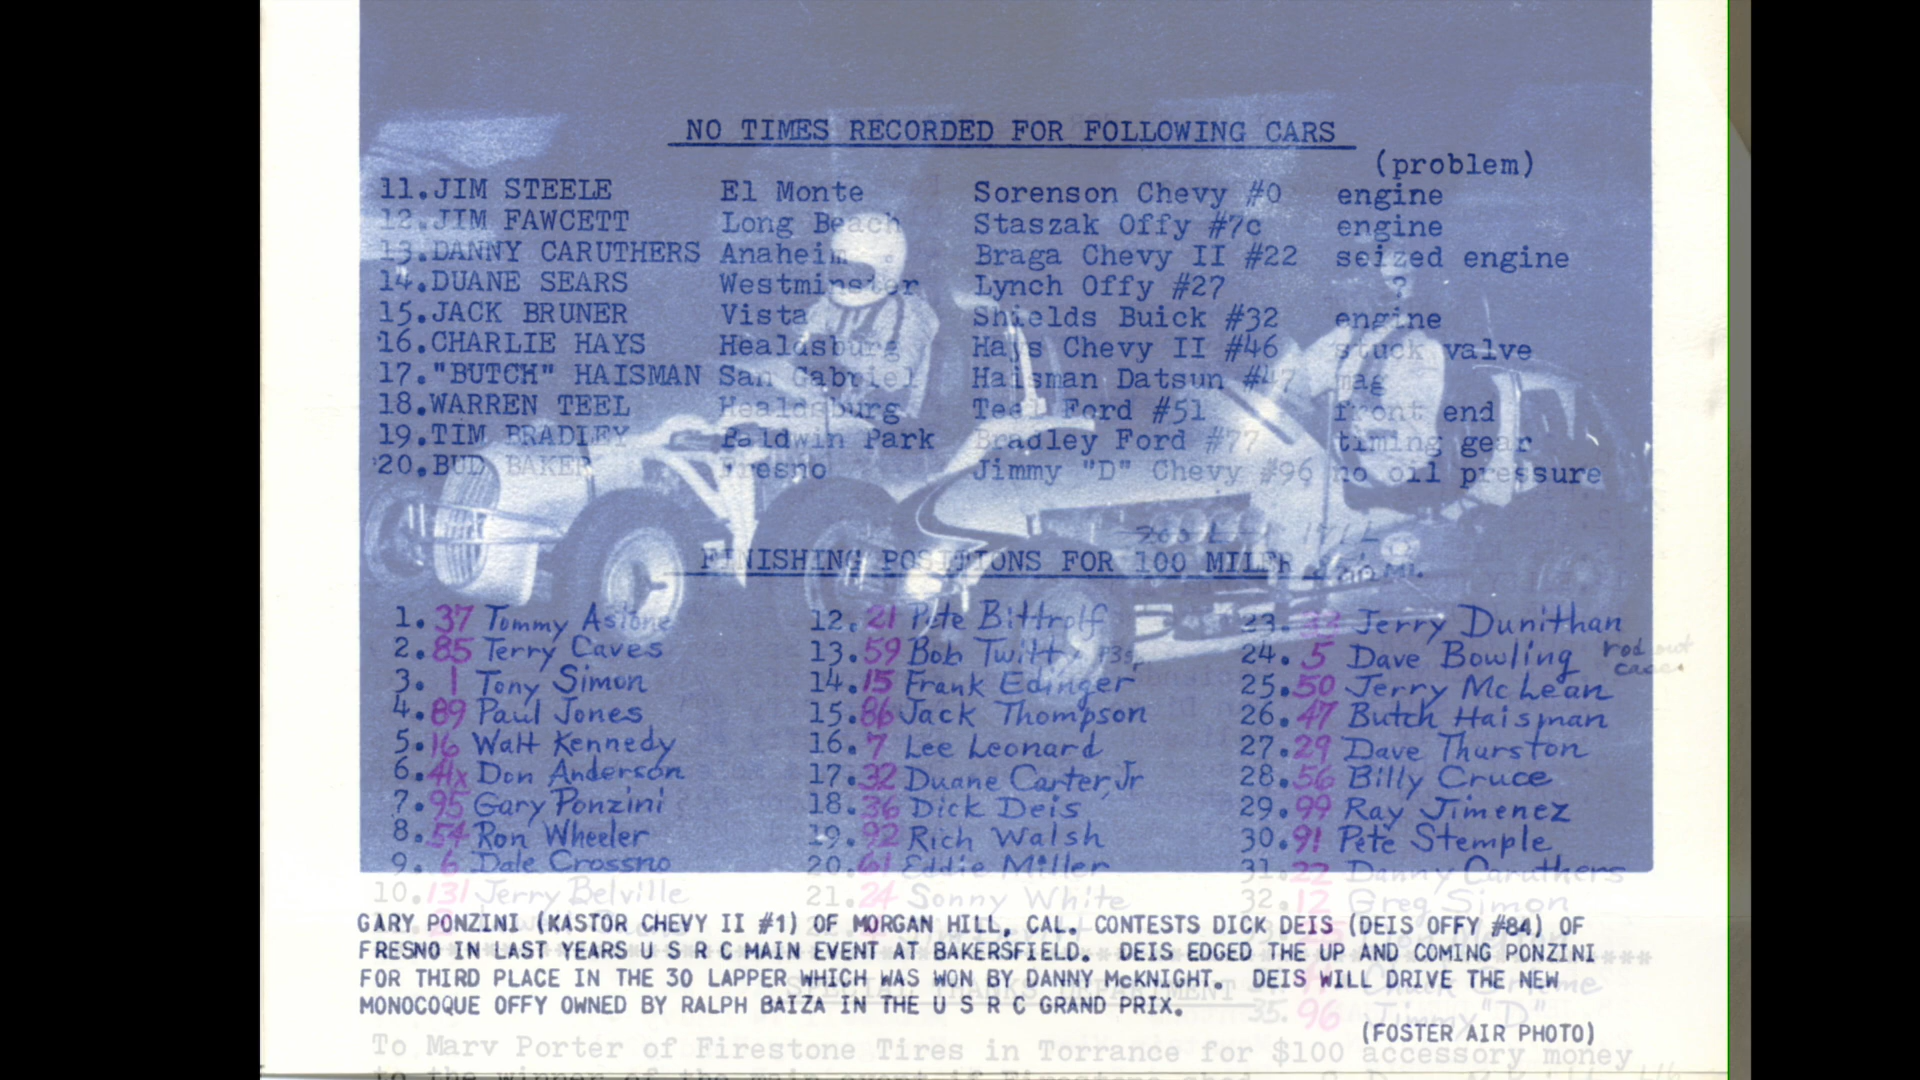 NO TIMES RECORDED FOR FOLLOWING CARS
(problem)
11.JIM STEELE El Monte Sorenson Chevy #0 engine
12.JIM FAWCETT Long Beach Staszak Offy #7c engine
13.DANNY CARUTHERS Anaheim Braga Chevy II #22 seized engine
14.DUANE SEARS Westminster Lynch Offy #27 ?
15.JACK BRUNER Vista Shields Buick #32 engine
16.CHARLIE HAYS Healdsburg Hays Chevy II #46 stuck valve
17."BUTCH" HAISMAN San Gabriel Haisman Datsun #47 mag
18.WARREN TEEL Healdsburg Teel Ford #51 front end
19.TIM BRADLEY Baldwin Park Bradley Ford #77 timing gear
20.BUD BAKER Fresno Jimmy "D" Chevy #96 no oil pressure
FINISHING POSITIONS FOR 100 MILER
1. 37 Tommy Astone 12. 21 Pete Bittrolf 23. Jerry Dunithan
2. 85 Terry Caves 13. 59 Bob Twitty 24. 5 Dave Bowling rod out case.
3. 1 Tony Simon 14. 15 Frank Edinger 25. 50 Jerry McLean
4. 89 Paul Jones 15. 86 Jack Thompson 26. 47 Butch Haisman
5. 16 Walt Kennedy 16. 7 Lee Leonard 27. 29 Dave Thurston
6. 41x Don Anderson 17. 32 Duane Carter, Jr 28. 56 Billy Cruce
7. 95 Gary Ponzini 18. 36 Dick Deis 29. 99 Ray Jimenez
8. 54 Ron Wheeler 19. 92 Rich Walsh 30. 91 Pete Stemple
9. 6 Dale Crossno 20. 61 Eddie Miller 31. 22 Danny Caruthers
10. 131 Jerry Belville 21. 24 Sonny White 32. 12 Greg Simon
GARY PONZINI (KASTOR CHEVY II #1) OF MORGAN HILL, CAL. CONTESTS DICK DEIS (DEIS OFFY #84) OF
FRESNO IN LAST YEARS U S R C MAIN EVENT AT BAKERSFIELD. DEIS EDGED THE UP AND COMING PONZINI
FOR THIRD PLACE IN THE 30 LAPPER WHICH WAS WON BY DANNY McKNIGHT. DEIS WILL DRIVE THE NEW
MONOCOQUE OFFY OWNED BY RALPH BAIZA IN THE U S R C GRAND PRIX.
SPECIAL THANKS DEPARTMENT
35. 96 Jimmy "D"
(FOSTER AIR PHOTO)
To Marv Porter of Firestone Tires in Torrance for $100 accessory money